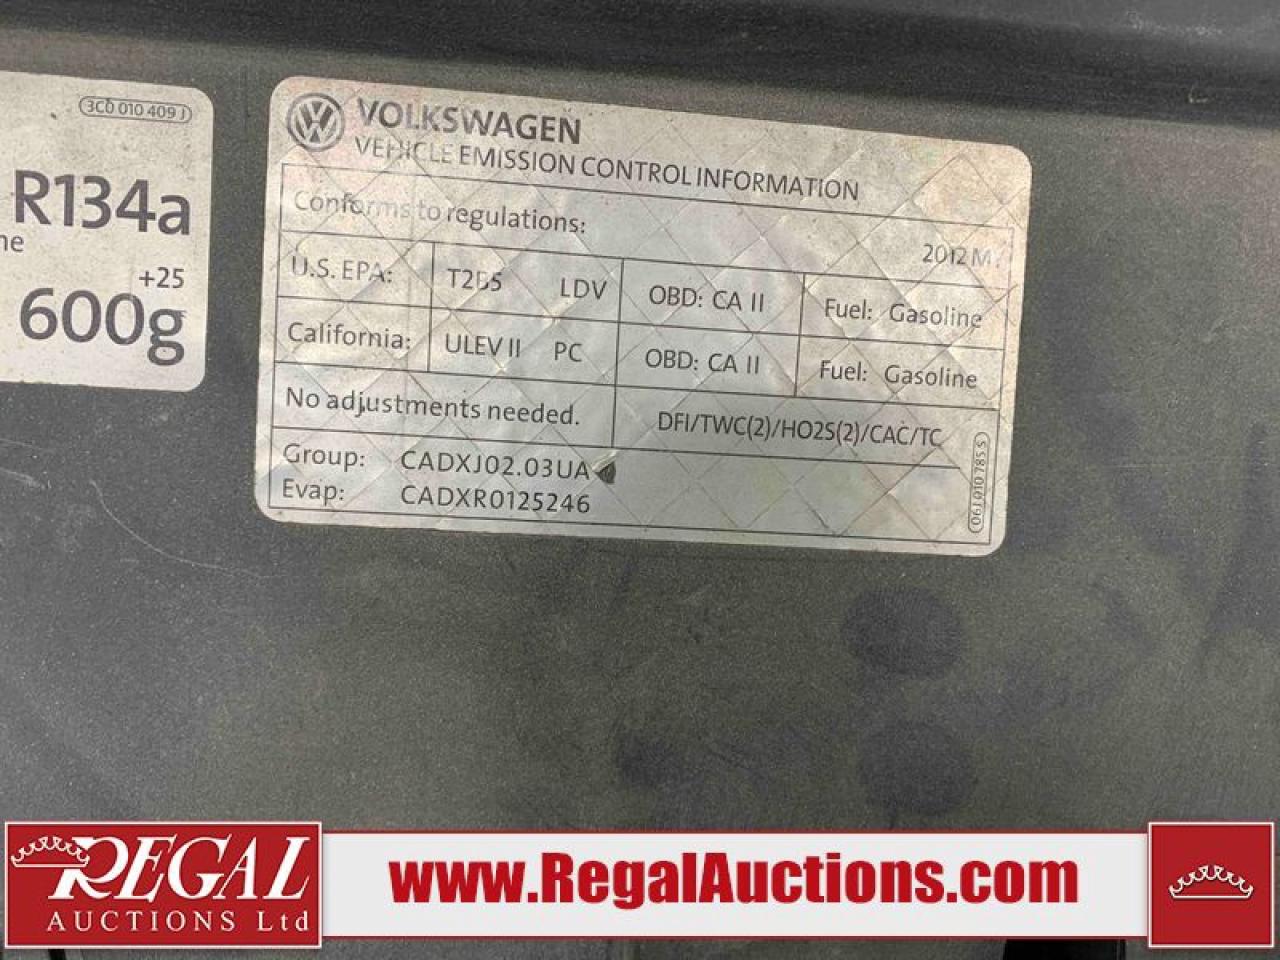 3C0 010 409 J
R134a
ne
+25
600g
VOLKSWAGEN
VEHICLE EMISSION CONTROL INFORMATION
Conforms to regulations: 2012 MY
U.S. EPA: T2B5 LDV OBD: CA II Fuel: Gasoline
California: ULEV II PC OBD: CA II Fuel: Gasoline
No adjustments needed. DFI/TWC(2)/HO2S(2)/CAC/TC
Group: CADXJ02.03UA
Evap: CADXR0125246
06J 010 785 S
REGAL
AUCTIONS Ltd
www.RegalAuctions.com